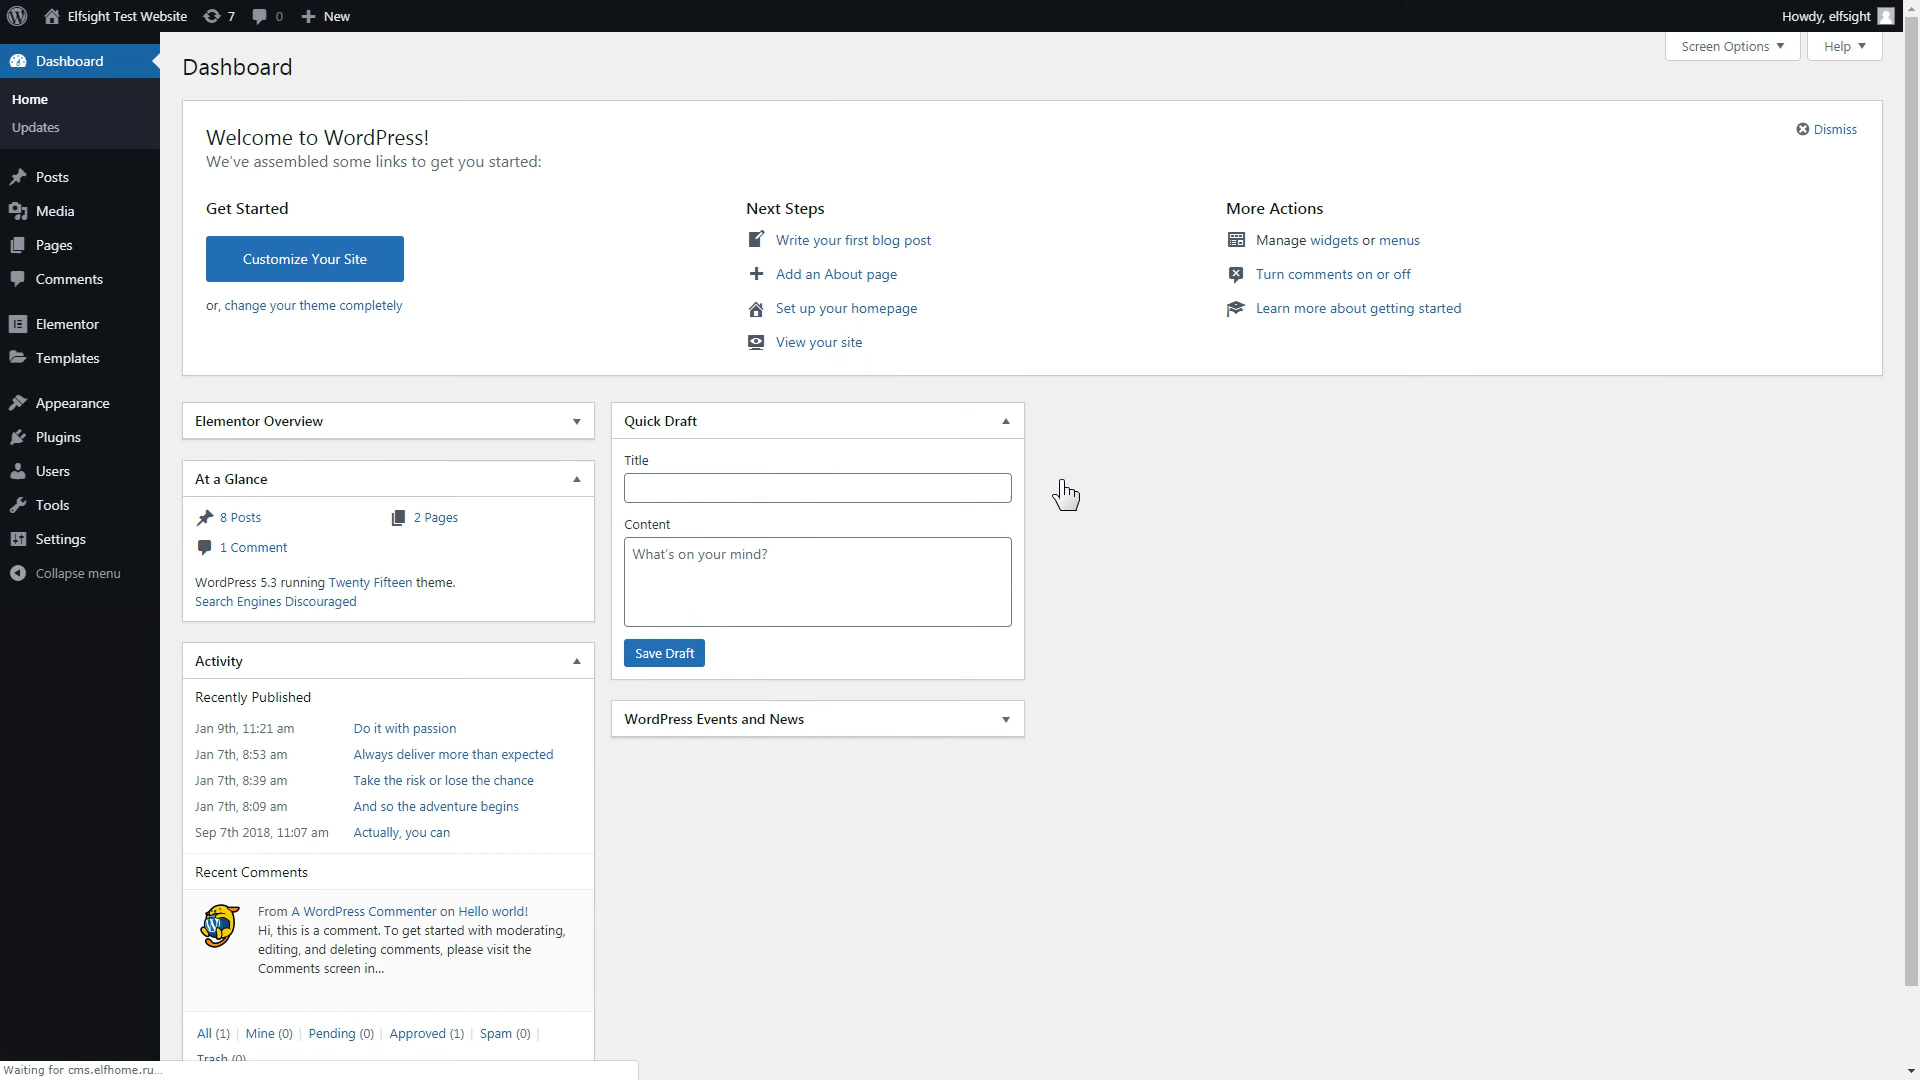 Elfsight Test Website 7 0 New Howdy, elfsight
Screen Options Help
Dashboard
Home
Updates
Posts
Media
Pages
Comments
Elementor
Templates
Appearance
Plugins
Users
Tools
Settings
Collapse menu
Dashboard
Welcome to WordPress!
We've assembled some links to get you started:
Dismiss
Get Started
Customize Your Site
or, change your theme completely
Next Steps
Write your first blog post
Add an About page
Set up your homepage
View your site
More Actions
Manage widgets or menus
Turn comments on or off
Learn more about getting started
Elementor Overview
At a Glance
8 Posts 2 Pages
1 Comment
WordPress 5.3 running Twenty Fifteen theme.
Search Engines Discouraged
Activity
Recently Published
Jan 9th, 11:21 am Do it with passion
Jan 7th, 8:53 am Always deliver more than expected
Jan 7th, 8:39 am Take the risk or lose the chance
Jan 7th, 8:09 am And so the adventure begins
Sep 7th 2018, 11:07 am Actually, you can
Recent Comments
From A WordPress Commenter on Hello world!
Hi, this is a comment. To get started with moderating,
editing, and deleting comments, please visit the
Comments screen in...
All (1) | Mine (0) | Pending (0) | Approved (1) | Spam (0) |
Trash (0)
Quick Draft
Title
Content
What's on your mind?
Save Draft
WordPress Events and News
Waiting for cms.elfhome.ru...